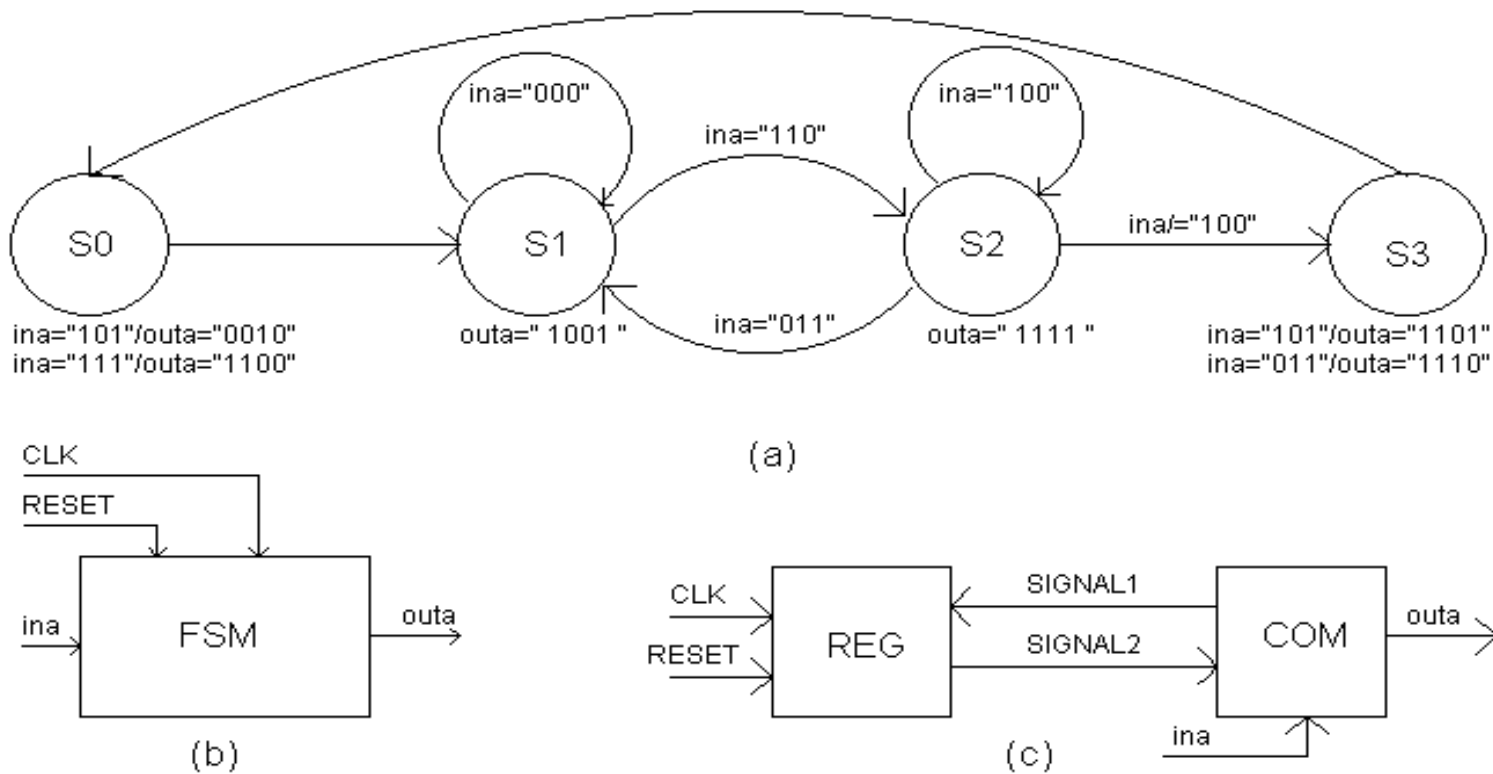 ina="000"
ina="100"
ina="110"
S0
S1
S2
ina/="100"
S3
ina="101"/outa="0010"
ina="111"/outa="1100"
outa=" 1001 "
ina="011"
outa=" 1111 "
ina="101"/outa="1101"
ina="011"/outa="1110"
(a)
CLK
RESET
ina
FSM
outa
(b)
CLK
RESET
REG
SIGNAL1
SIGNAL2
COM
outa
ina
(c)